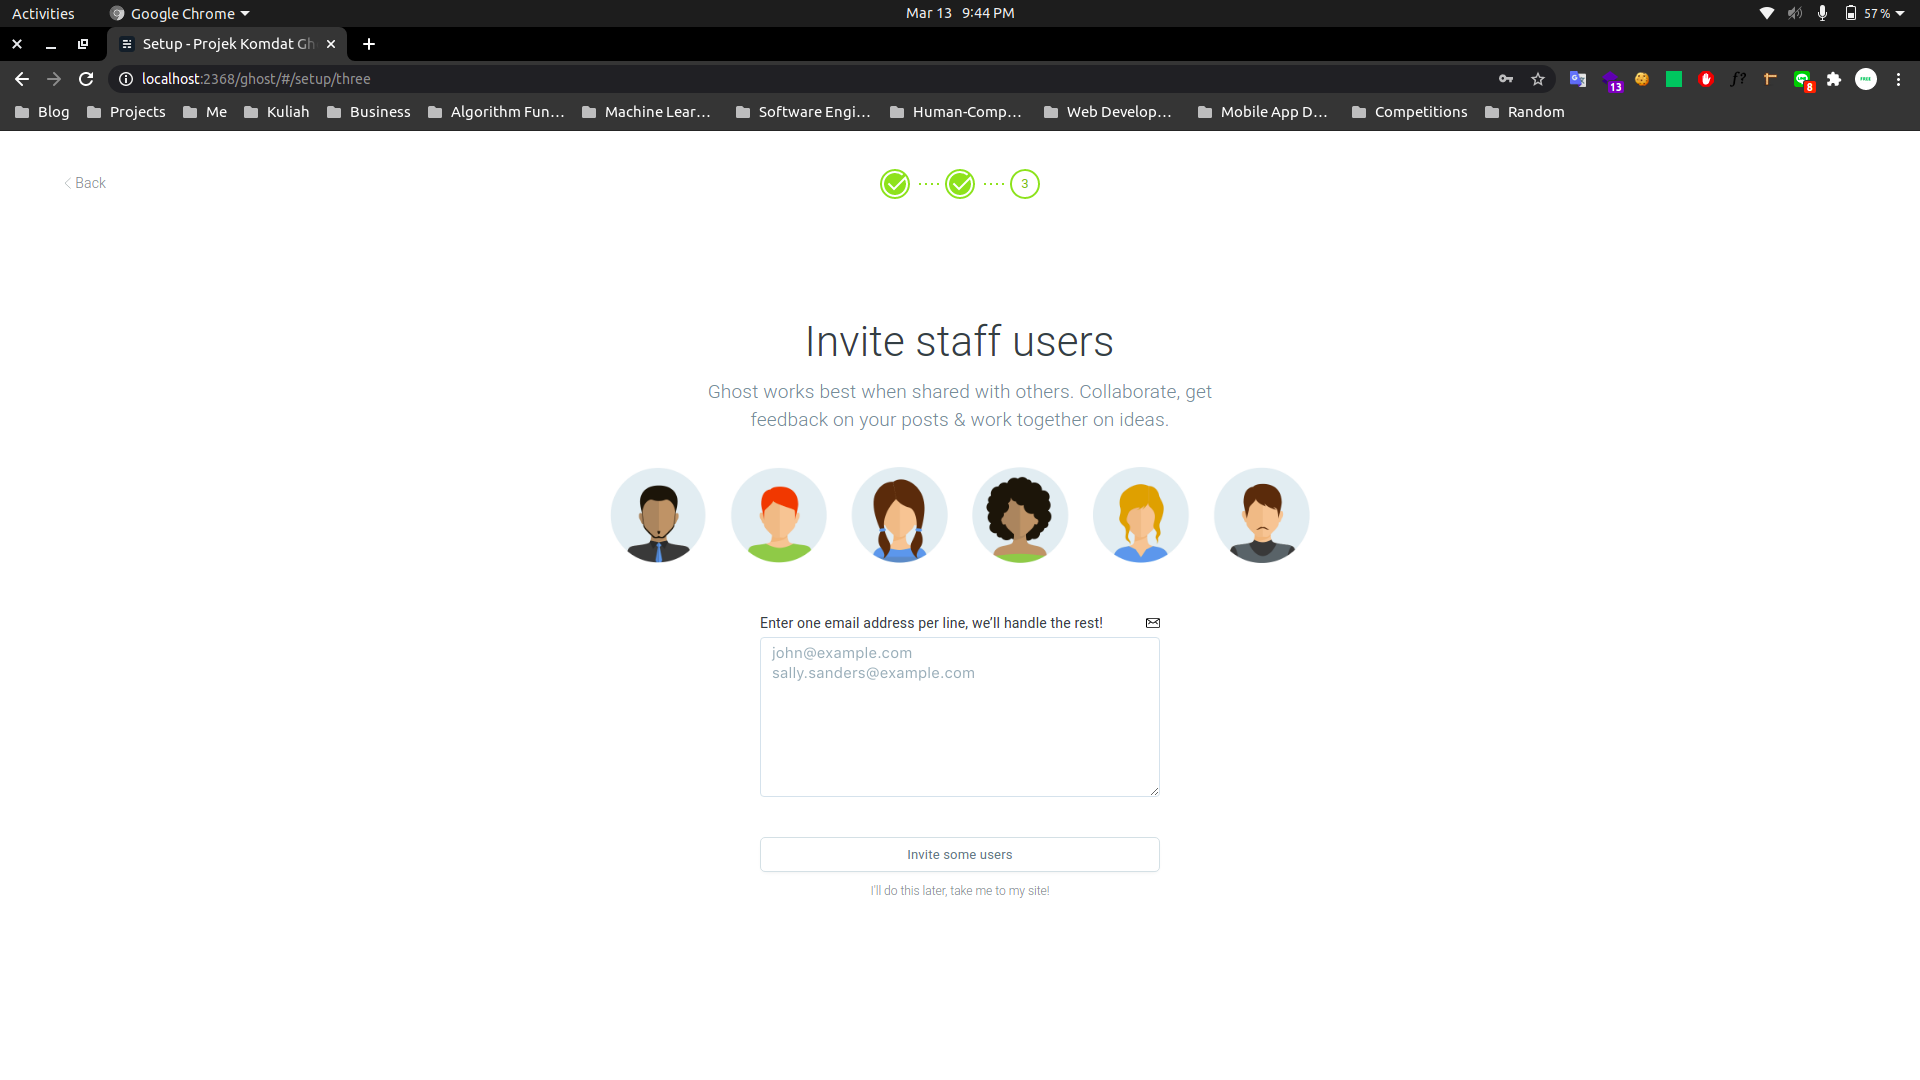 Activities
Google Chrome
Mar 13 9:44 PM
57 %
Setup - Projek Komdat Gh
localhost:2368/ghost/#/setup/three
13
f?
8
FREE
Blog
Projects
Me
Kuliah
Business
Algorithm Fun...
Machine Lear...
Software Engi...
Human-Comp...
Web Develop...
Mobile App D...
Competitions
Random
Back
3
Invite staff users
Ghost works best when shared with others. Collaborate, get
feedback on your posts & work together on ideas.
Enter one email address per line, we’ll handle the rest!
john@example.com
sally.sanders@example.com
Invite some users
I'll do this later, take me to my site!